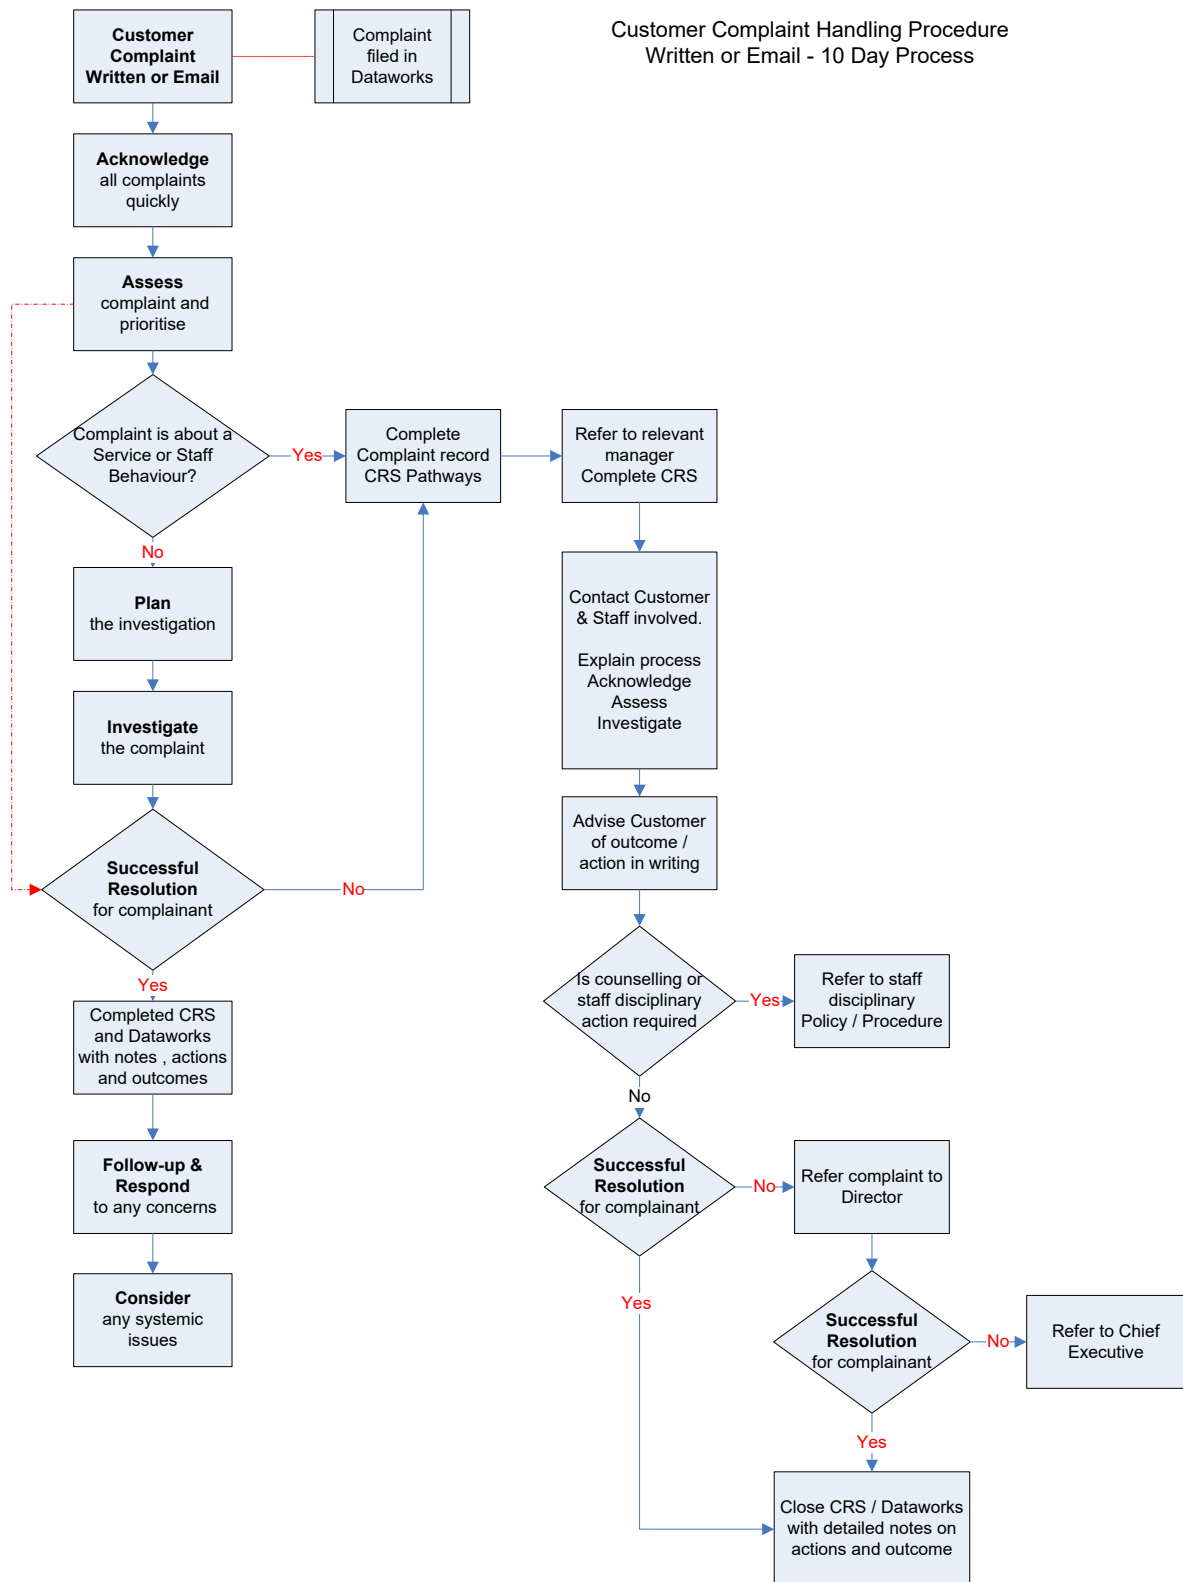 Customer Complaint Handling Procedure
Written or Email - 10 Day Process
Customer
Complaint
Written or Email
Complaint
filed in
Dataworks
Acknowledge
all complaints
quickly
Assess
complaint and
prioritise
Complaint is about a
Service or Staff
Behaviour?
Yes
Complete
Complaint record
CRS Pathways
Refer to relevant
manager
Complete CRS
No
Plan
the investigation
Investigate
the complaint
Successful
Resolution
for complainant
No
Yes
Completed CRS
and Dataworks
with notes , actions
and outcomes
Follow-up &
Respond
to any concerns
Consider
any systemic
issues
Contact Customer
& Staff involved.
Explain process
Acknowledge
Assess
Investigate
Advise Customer
of outcome /
action in writing
Is counselling or
staff disciplinary
action required
Yes
Refer to staff
disciplinary
Policy / Procedure
No
Successful
Resolution
for complainant
No
Refer complaint to
Director
Yes
Successful
Resolution
for complainant
No
Refer to Chief
Executive
Yes
Close CRS / Dataworks
with detailed notes on
actions and outcome